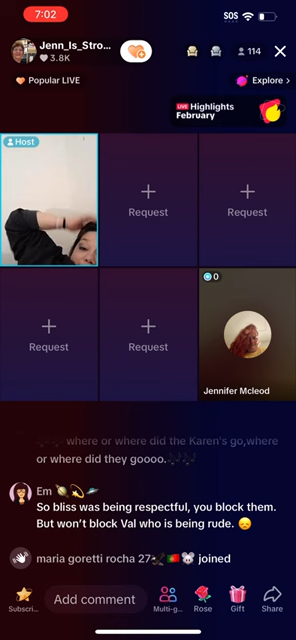 7:02
SOS
Jenn_Is_Stro...
3.8K
114
Popular LIVE
Explore >
LIVE Highlights
February
Host
Request
Request
Request
Request
0
Jennifer Mcleod
where or where did the Karen's go,where
or where did they goooo.
Em
So bliss was being respectful, you block them.
But won't block Val who is being rude.
maria goretti rocha 27 joined
Subscri...
Add comment
Multi-g...
Rose
Gift
Share